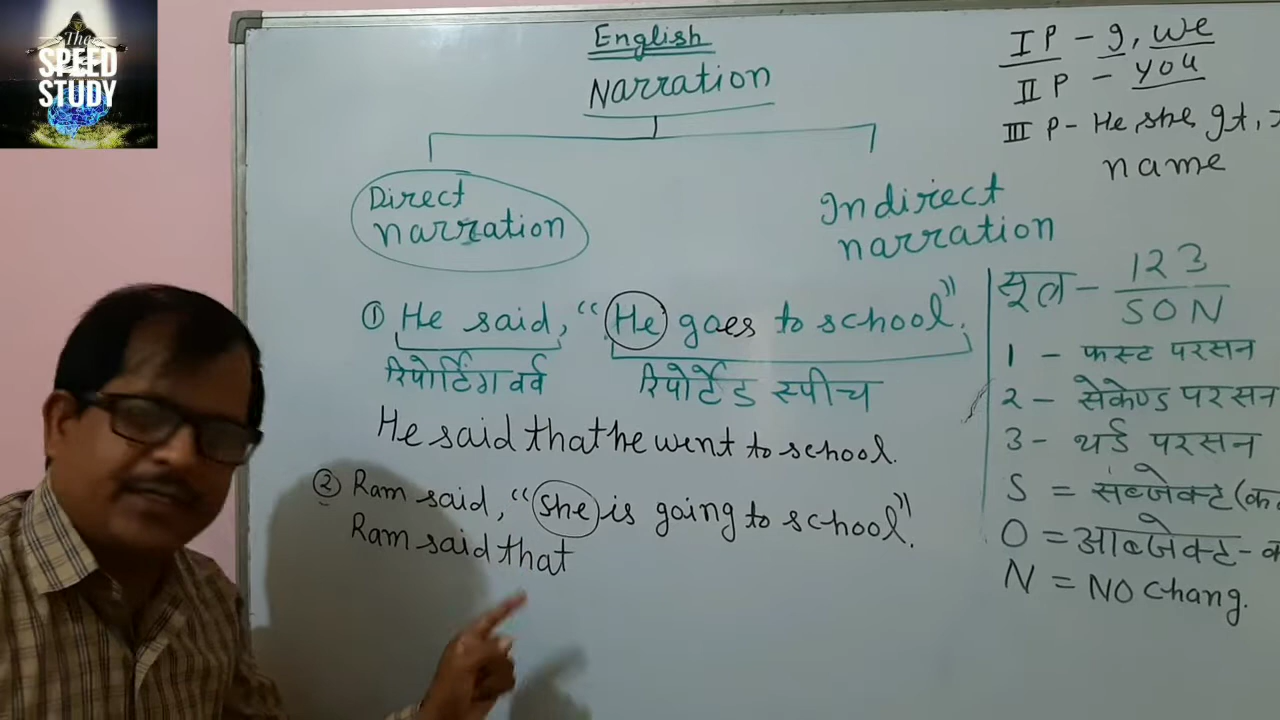 The
SPEED
STUDY
English
Narration
Direct
narration
Indirect
narration
I P - I, we
II P - you
III P - He, she, It,
name
① He said, “He goes to school”.
रिपोर्टिंग वर्व रिपोर्टेड स्पीच
He said that he went to school.
② Ram said, “She is going to school”.
Ram said that
सूत्र - 123
SON
1 - फस्ट परसन
2 - सेकेण्ड परसन
3 - थर्ड परसन
S = सब्जेक्ट (क
O = आब्जेक्ट - क
N = NO Chang.